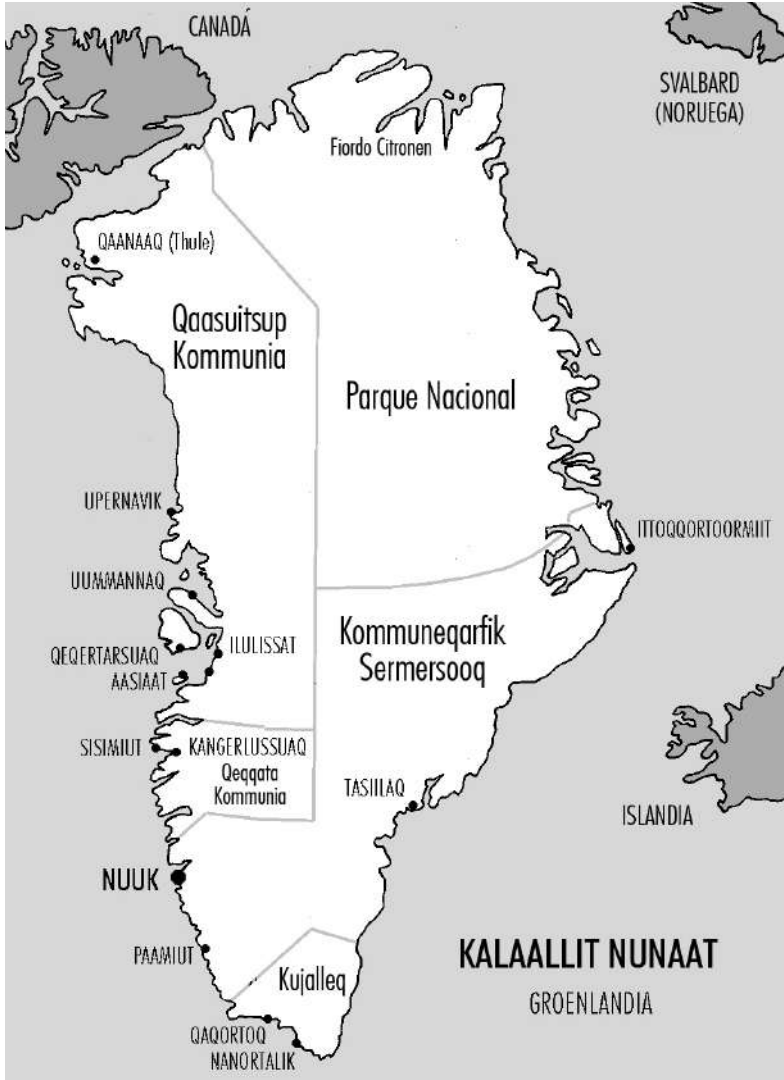 CANADÁ
SVALBARD
(NORUEGA)
Fiordo Citronen
QAANAAQ (Thule)
Qaasuitsup
Kommunia
Parque Nacional
UPERNAVIK
ITTOQQORTOORMIIT
UUMMANNAQ
Kommuneqarfik
Sermersooq
ILULISSAT
QEQERTARSUAQ
AASIAAT
SISIMIUT
KANGERLUSSUAQ
Qeqqata
Kommunia
TASIILAQ
ISLANDIA
NUUK
PAAMIUT
Kujalleq
KALAALLIT NUNAAT
GROENLANDIA
QAQORTOQ
NANORTALIK